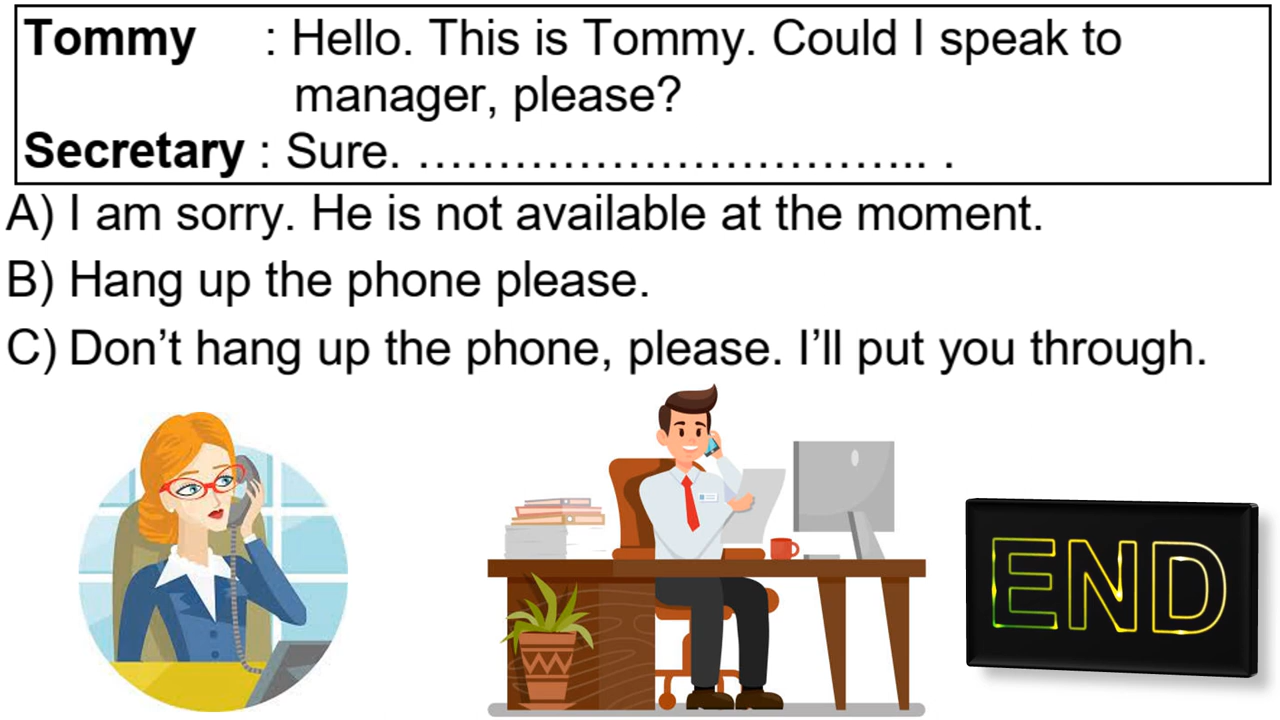 Tommy : Hello. This is Tommy. Could I speak to
manager, please?
Secretary : Sure. ………………………….. .
A) I am sorry. He is not available at the moment.
B) Hang up the phone please.
C) Don’t hang up the phone, please. I’ll put you through.
END